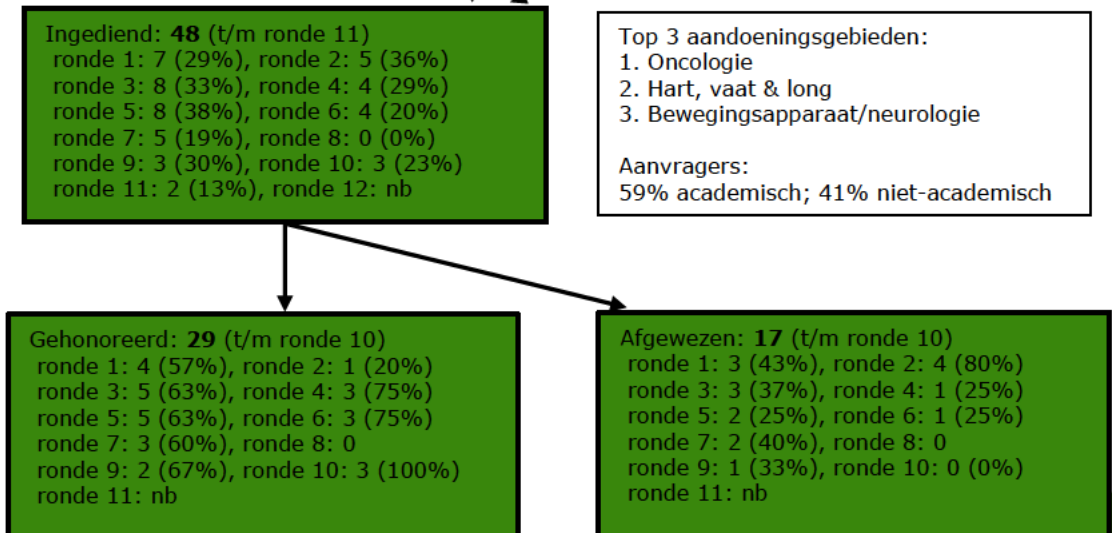 Ingediend: 48 (t/m ronde 11)
ronde 1: 7 (29%), ronde 2: 5 (36%)
ronde 3: 8 (33%), ronde 4: 4 (29%)
ronde 5: 8 (38%), ronde 6: 4 (20%)
ronde 7: 5 (19%), ronde 8: 0 (0%)
ronde 9: 3 (30%), ronde 10: 3 (23%)
ronde 11: 2 (13%), ronde 12: nb
Top 3 aandoeningsgebieden:
1. Oncologie
2. Hart, vaat & long
3. Bewegingsapparaat/neurologie
Aanvragers:
59% academisch; 41% niet-academisch
Gehonoreerd: 29 (t/m ronde 10)
ronde 1: 4 (57%), ronde 2: 1 (20%)
ronde 3: 5 (63%), ronde 4: 3 (75%)
ronde 5: 5 (63%), ronde 6: 3 (75%)
ronde 7: 3 (60%), ronde 8: 0
ronde 9: 2 (67%), ronde 10: 3 (100%)
ronde 11: nb
Afgewezen: 17 (t/m ronde 10)
ronde 1: 3 (43%), ronde 2: 4 (80%)
ronde 3: 3 (37%), ronde 4: 1 (25%)
ronde 5: 2 (25%), ronde 6: 1 (25%)
ronde 7: 2 (40%), ronde 8: 0
ronde 9: 1 (33%), ronde 10: 0 (0%)
ronde 11: nb